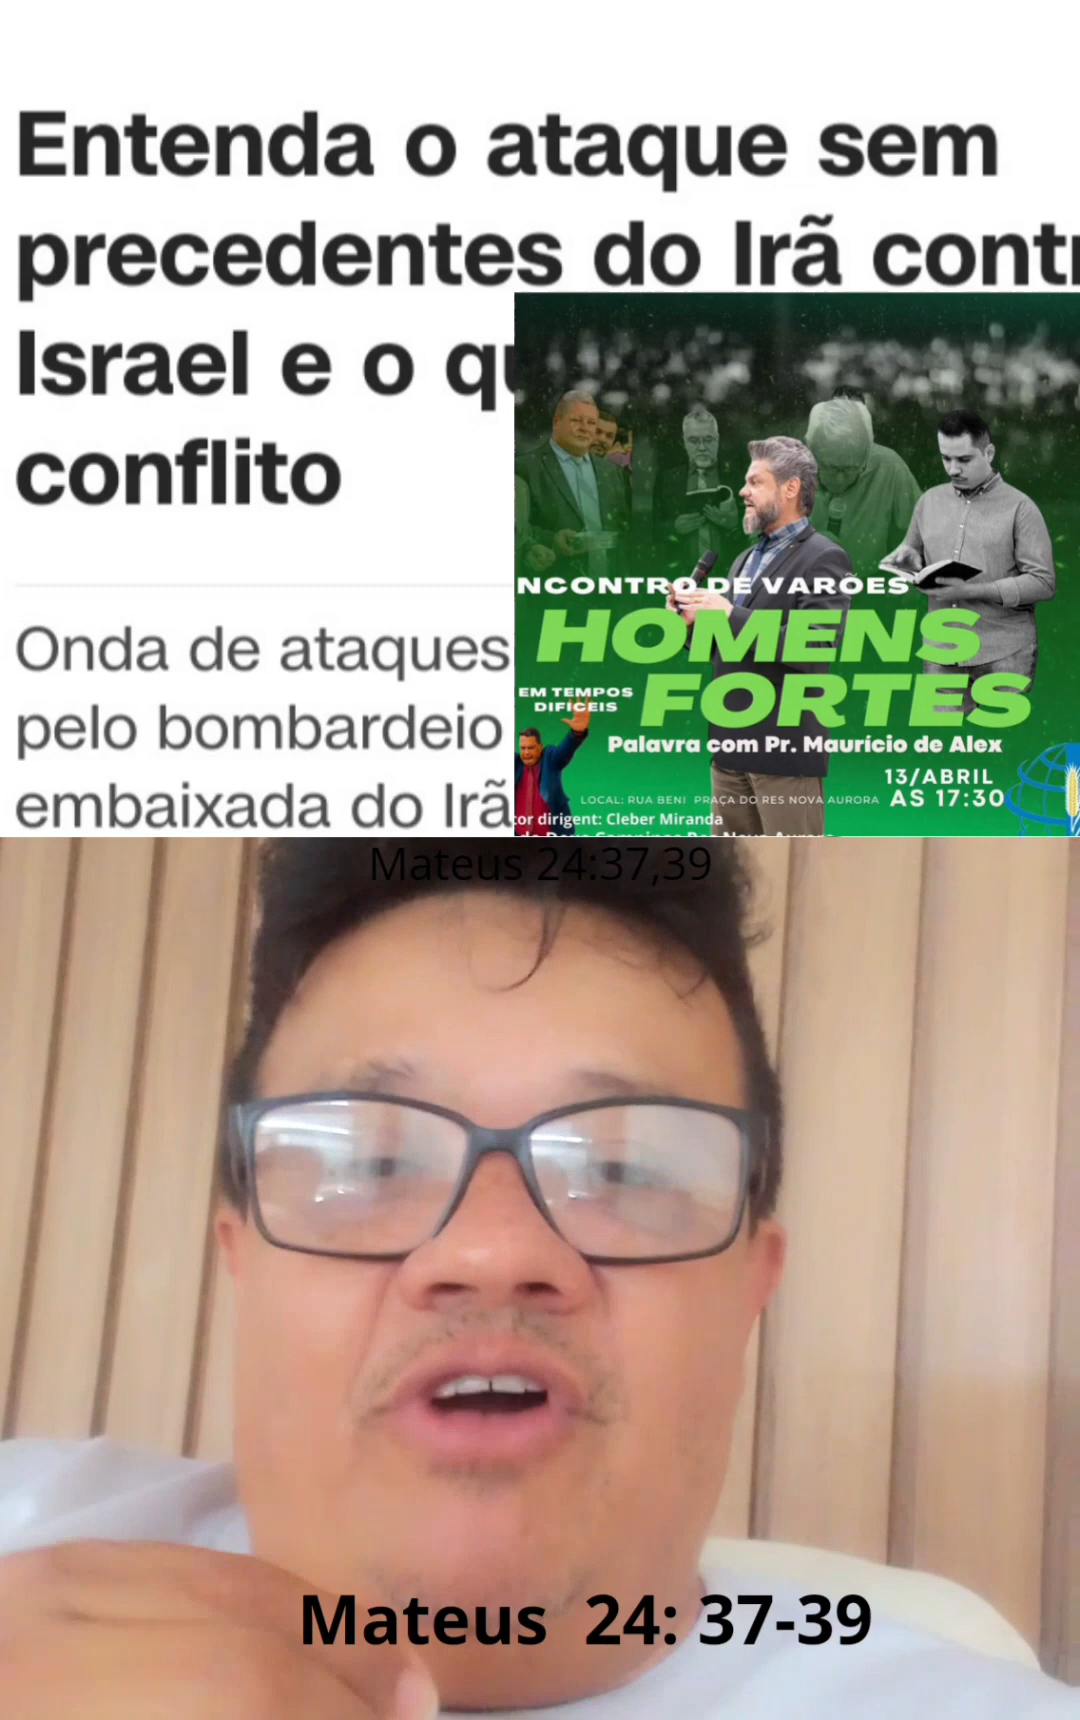 Entenda o ataque sem
precedentes do Irã
Israel e o
conflito
Onda de ataques
pelo bombardeio
embaixada do Irã
NCONTRO DE VARÕES
HOMENS
FORTES
EM TEMPOS
DIFÍCEIS
Palavra com Pr. Maurício de Alex
13/ABRIL
LOCAL: RUA BENI PRAÇA DO RES NOVA AURORA AS 17:30
or dirigent: Cleber Miranda
Mateus 24:37,39
Mateus 24: 37-39